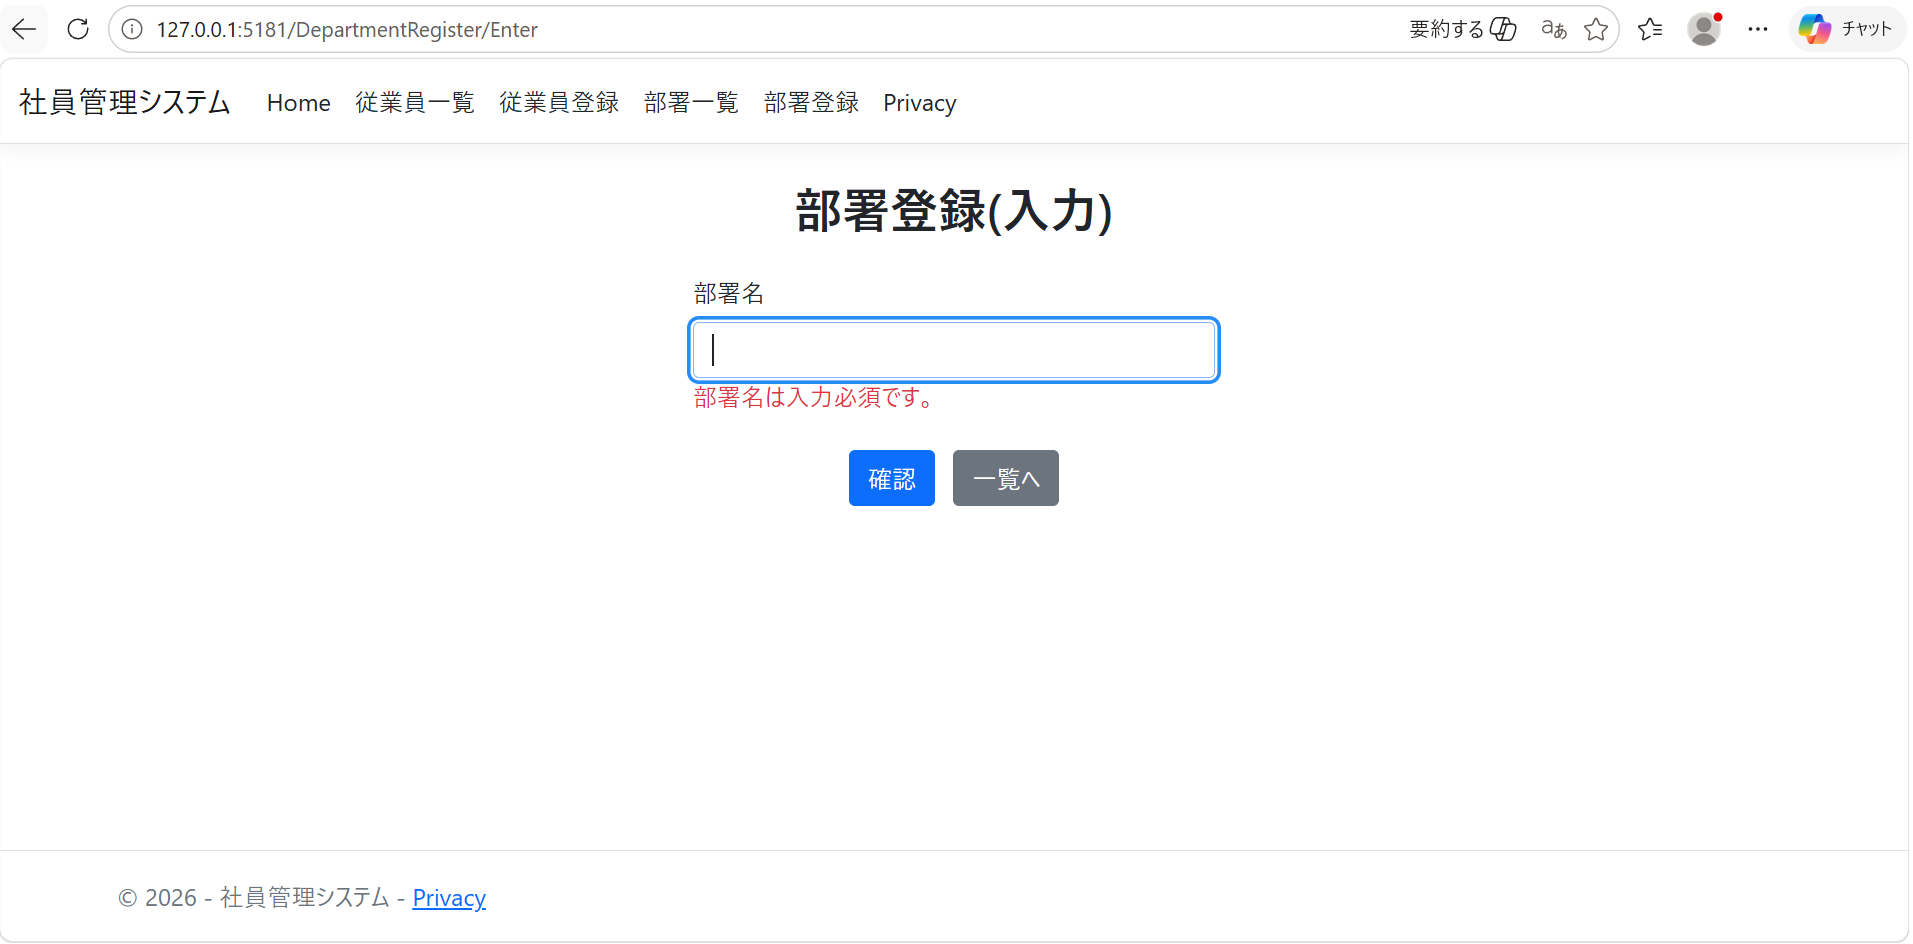 127.0.0.1:5181/DepartmentRegister/Enter 要約する aあ チャット
社員管理システム Home 従業員一覧 従業員登録 部署一覧 部署登録 Privacy
部署登録(入力)
部署名
部署名は入力必須です。
確認 一覧へ
© 2026 - 社員管理システム - Privacy